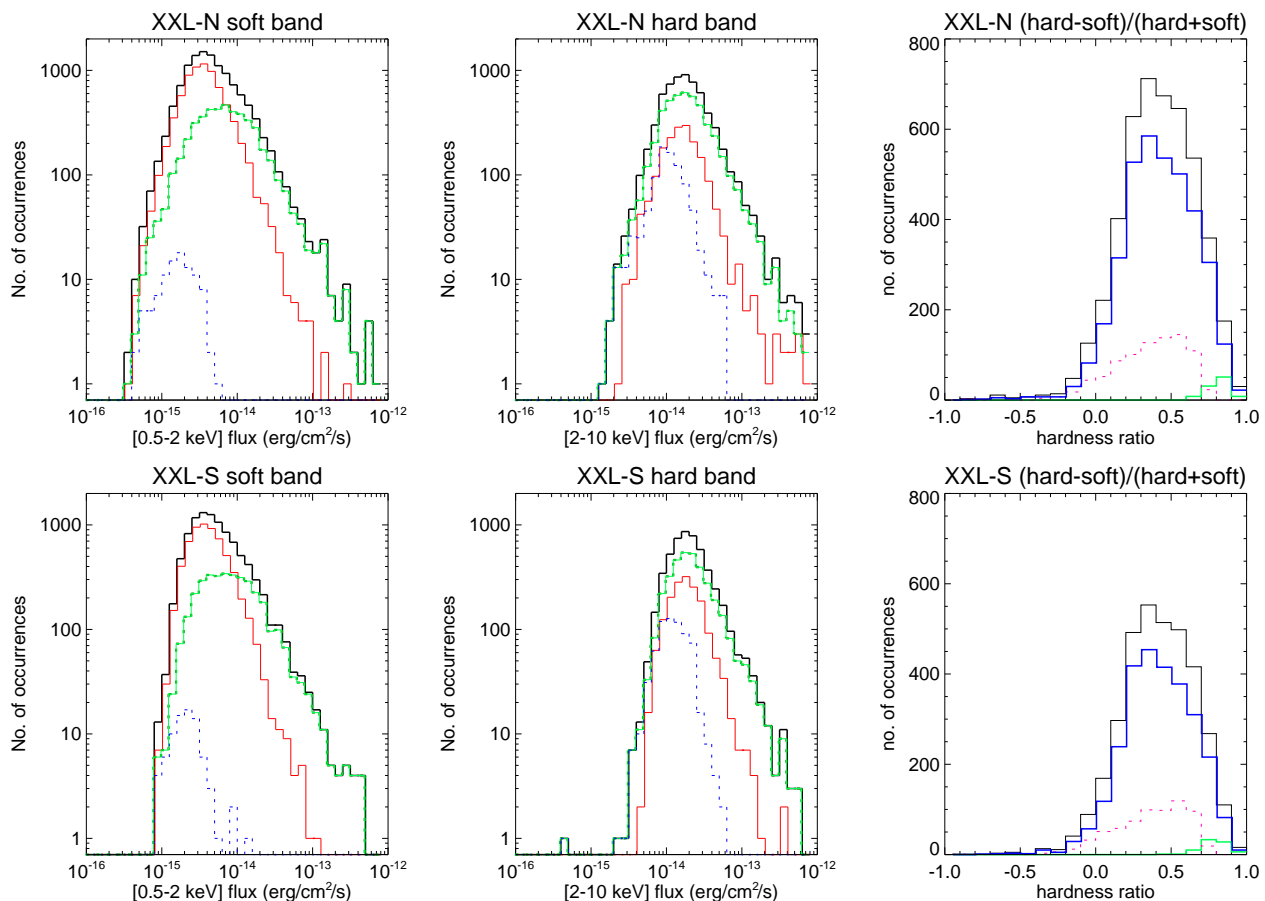 XXL-N soft band
No. of occurrences
1000
100
10
1
10⁻¹⁶ 10⁻¹⁵ 10⁻¹⁴ 10⁻¹³ 10⁻¹²
[0.5-2 keV] flux (erg/cm²/s)
XXL-N hard band
No. of occurrences
1000
100
10
1
10⁻¹⁶ 10⁻¹⁵ 10⁻¹⁴ 10⁻¹³ 10⁻¹²
[2-10 keV] flux (erg/cm²/s)
XXL-N (hard-soft)/(hard+soft)
no. of occurrences
800
600
400
200
0
-1.0 -0.5 0.0 0.5 1.0
hardness ratio
XXL-S soft band
No. of occurrences
1000
100
10
1
10⁻¹⁶ 10⁻¹⁵ 10⁻¹⁴ 10⁻¹³ 10⁻¹²
[0.5-2 keV] flux (erg/cm²/s)
XXL-S hard band
No. of occurrences
1000
100
10
1
10⁻¹⁶ 10⁻¹⁵ 10⁻¹⁴ 10⁻¹³ 10⁻¹²
[2-10 keV] flux (erg/cm²/s)
XXL-S (hard-soft)/(hard+soft)
no. of occurrences
800
600
400
200
0
-1.0 -0.5 0.0 0.5 1.0
hardness ratio